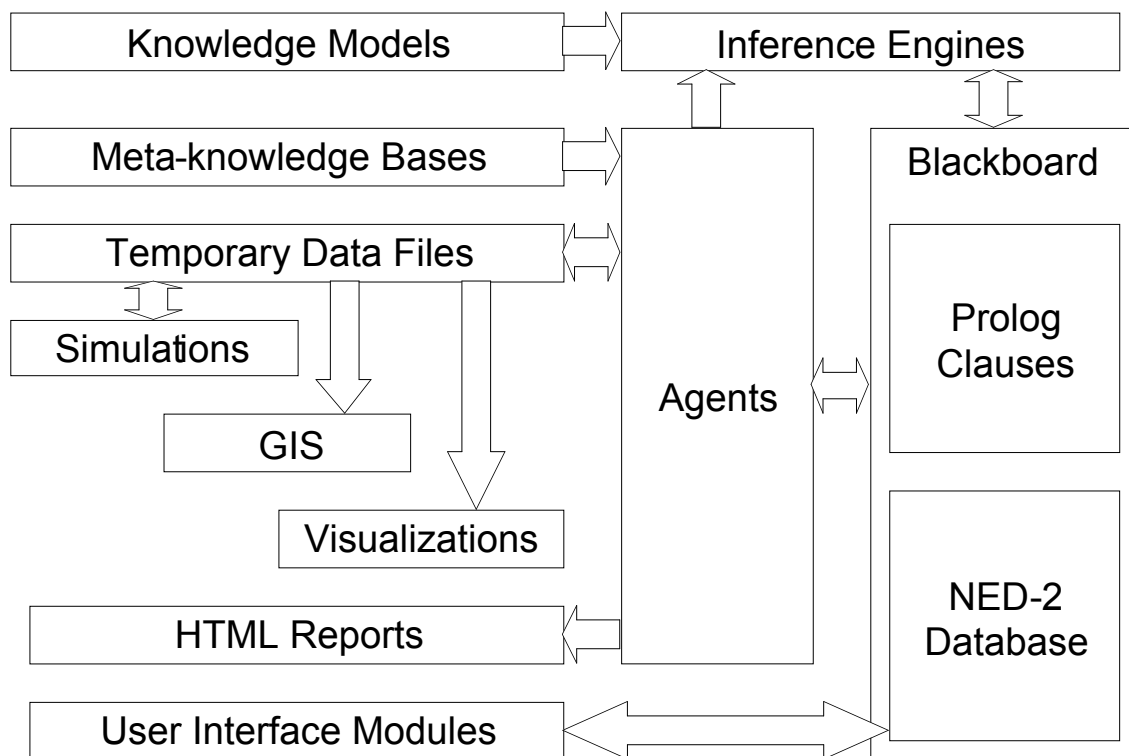 Knowledge Models
Inference Engines
Meta-knowledge Bases
Blackboard
Temporary Data Files
Prolog
Clauses
Simulations
Agents
GIS
Visualizations
NED-2
Database
HTML Reports
User Interface Modules